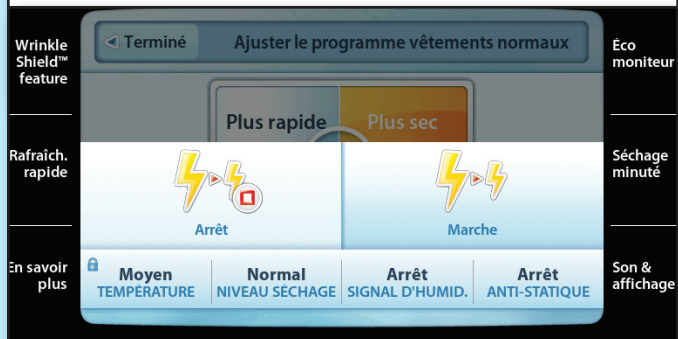 Wrinkle
Shield™
feature
Rafraîch.
rapide
En savoir
plus
Terminé
Ajuster le programme vêtements normaux
Plus rapide
Plus sec
Arrêt
Marche
Moyen
TEMPÉRATURE
Normal
NIVEAU SÉCHAGE
Arrêt
SIGNAL D'HUMID.
Arrêt
ANTI-STATIQUE
Éco
moniteur
Séchage
minuté
Son &
affichage